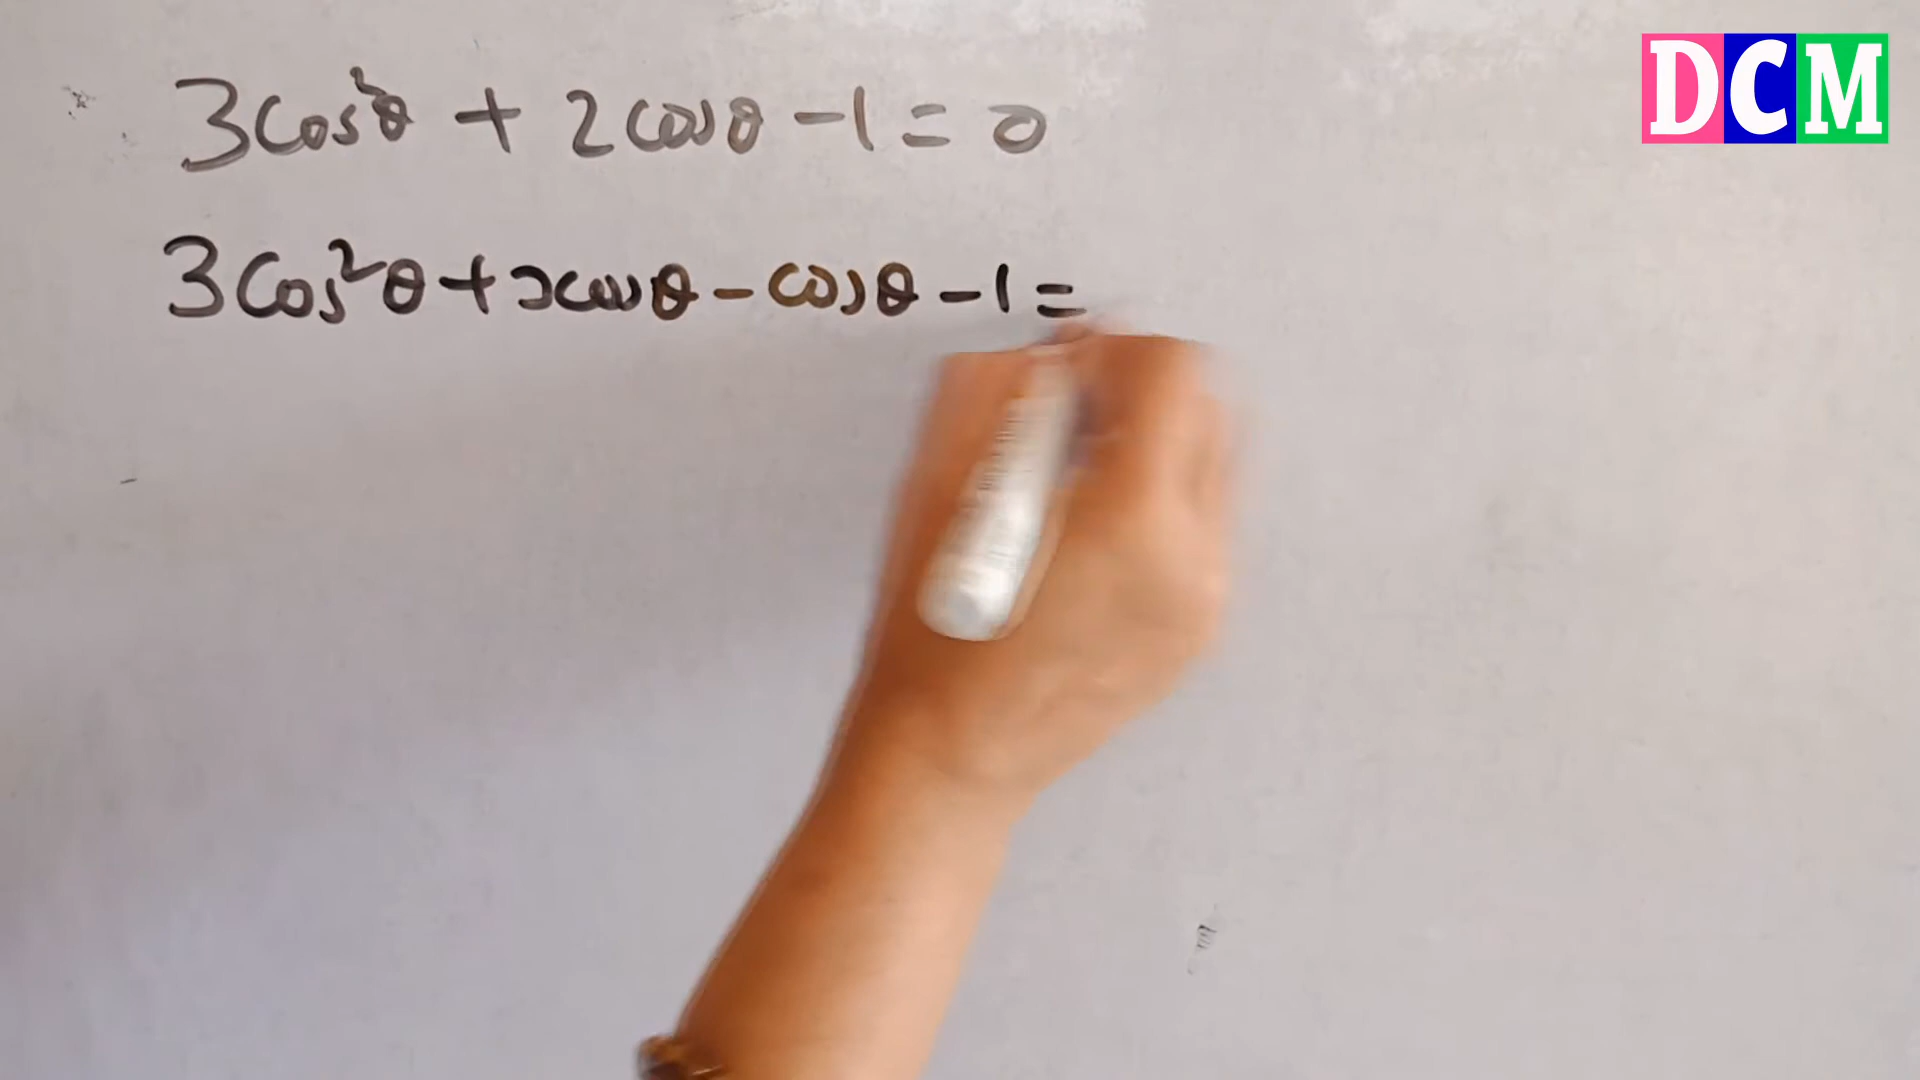 DCM
3cos²θ + 2cosθ - 1 = 0
3cos²θ + 3cosθ - cosθ - 1 =